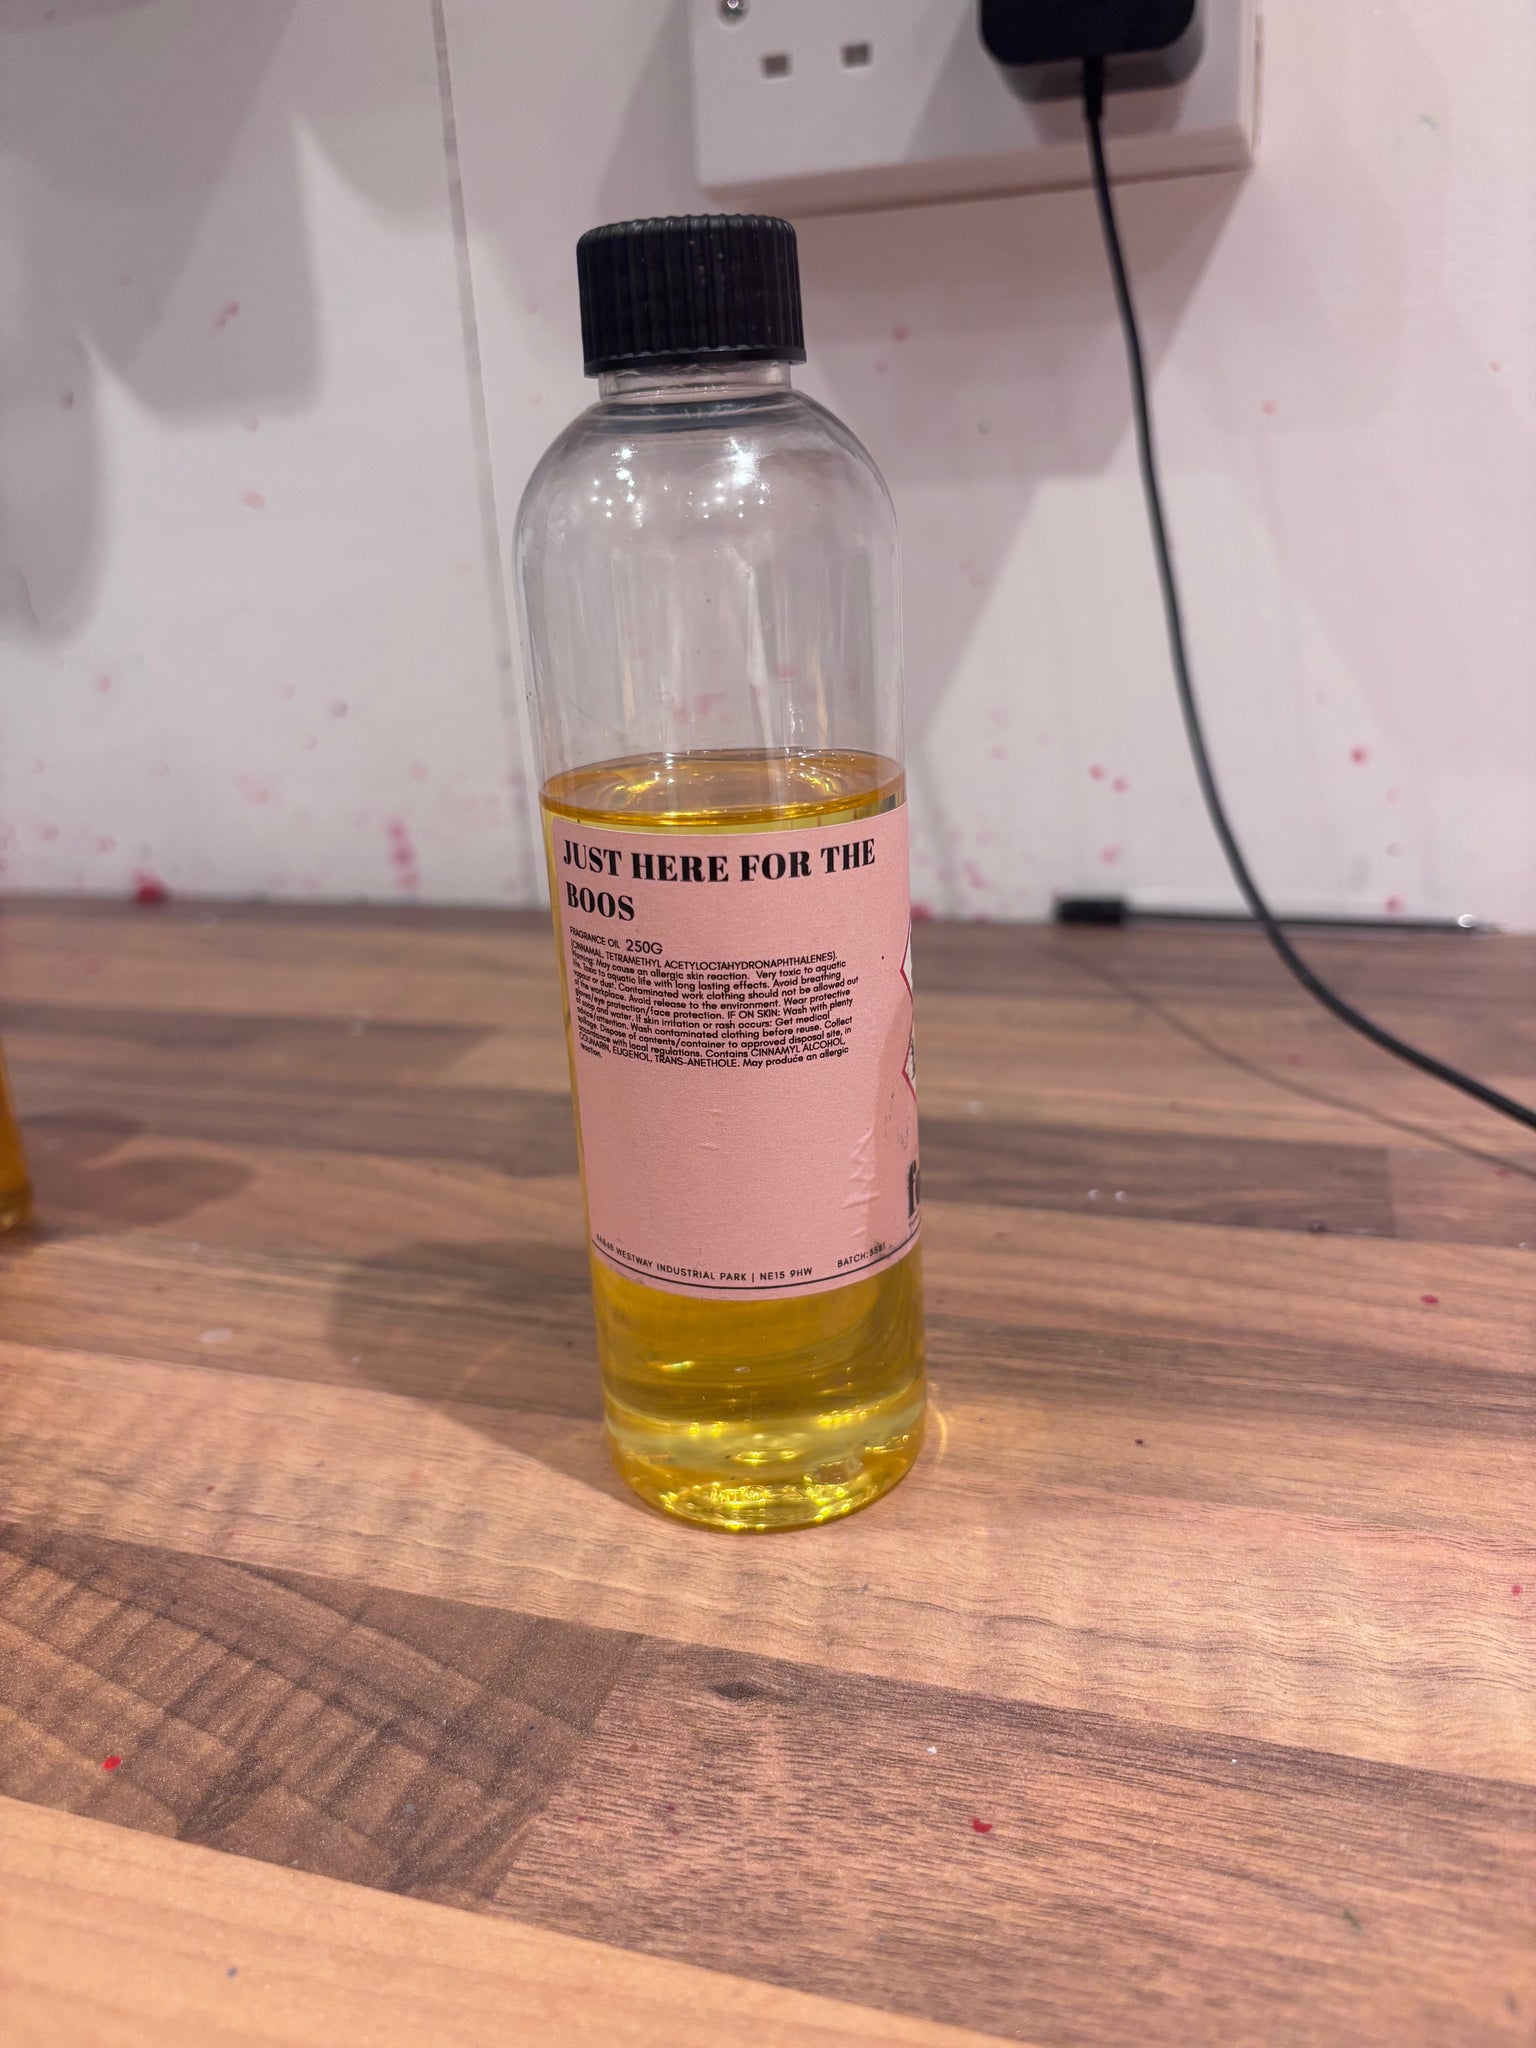 JUST HERE FOR THE
BOOS
FRAGRANCE OIL 250G
(CINNAMAL, TETRAMETHYL ACETYLOCTAHYDRONAPHTHALENES).
Warning: May cause an allergic skin reaction. Very toxic to aquatic
life. Toxic to aquatic life with long lasting effects. Avoid breathing
vapour or dust. Contaminated work clothing should not be allowed out
of the workplace. Avoid release to the environment. Wear protective
gloves/eye protection/face protection. IF ON SKIN: Wash with plenty
of soap and water. If skin irritation or rash occurs: Get medical
advice/attention. Wash contaminated clothing before reuse. Collect
spillage. Dispose of contents/container to approved disposal site, in
accordance with local regulations. Contains CINNAMYL ALCOHOL,
COUMARIN, EUGENOL, TRANS-ANETHOLE. May produce an allergic
reaction.
WESTWAY INDUSTRIAL PARK | NE15 9HW
BATCH: